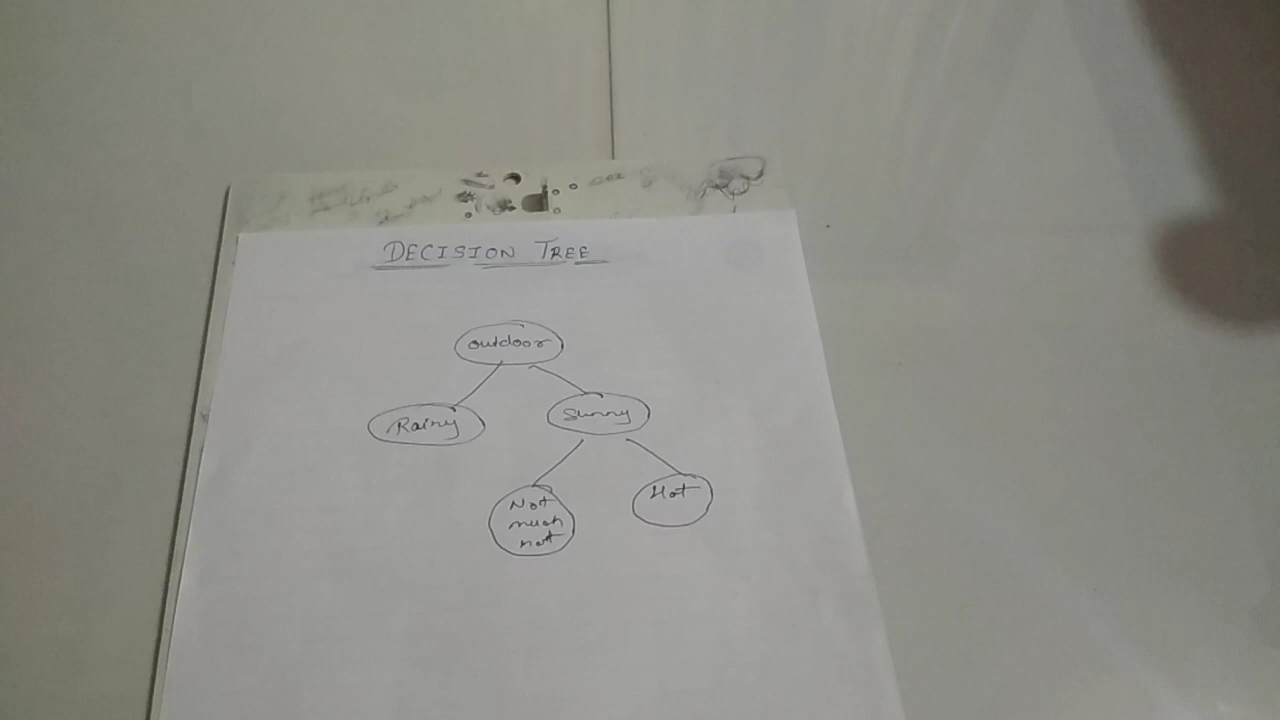 DECISION TREE
outdoor
Rainy
Sunny
Not
much
hot
Hot